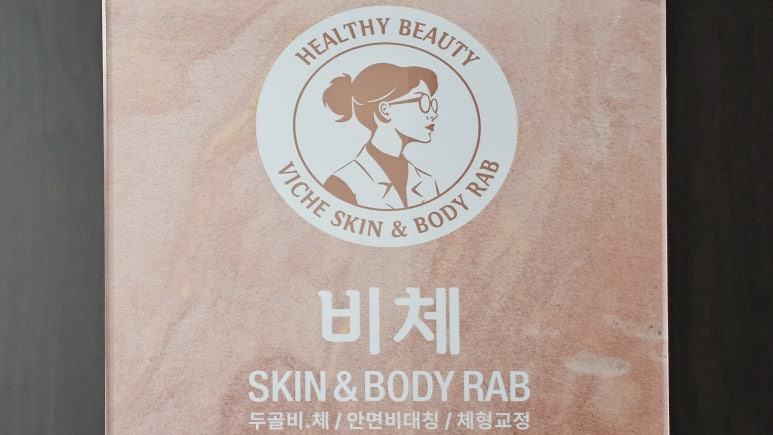 HEALTHY BEAUTY
VICHE SKIN & BODY RAB
비체
SKIN & BODY RAB
두골비.체 / 안면비대칭 / 체형교정